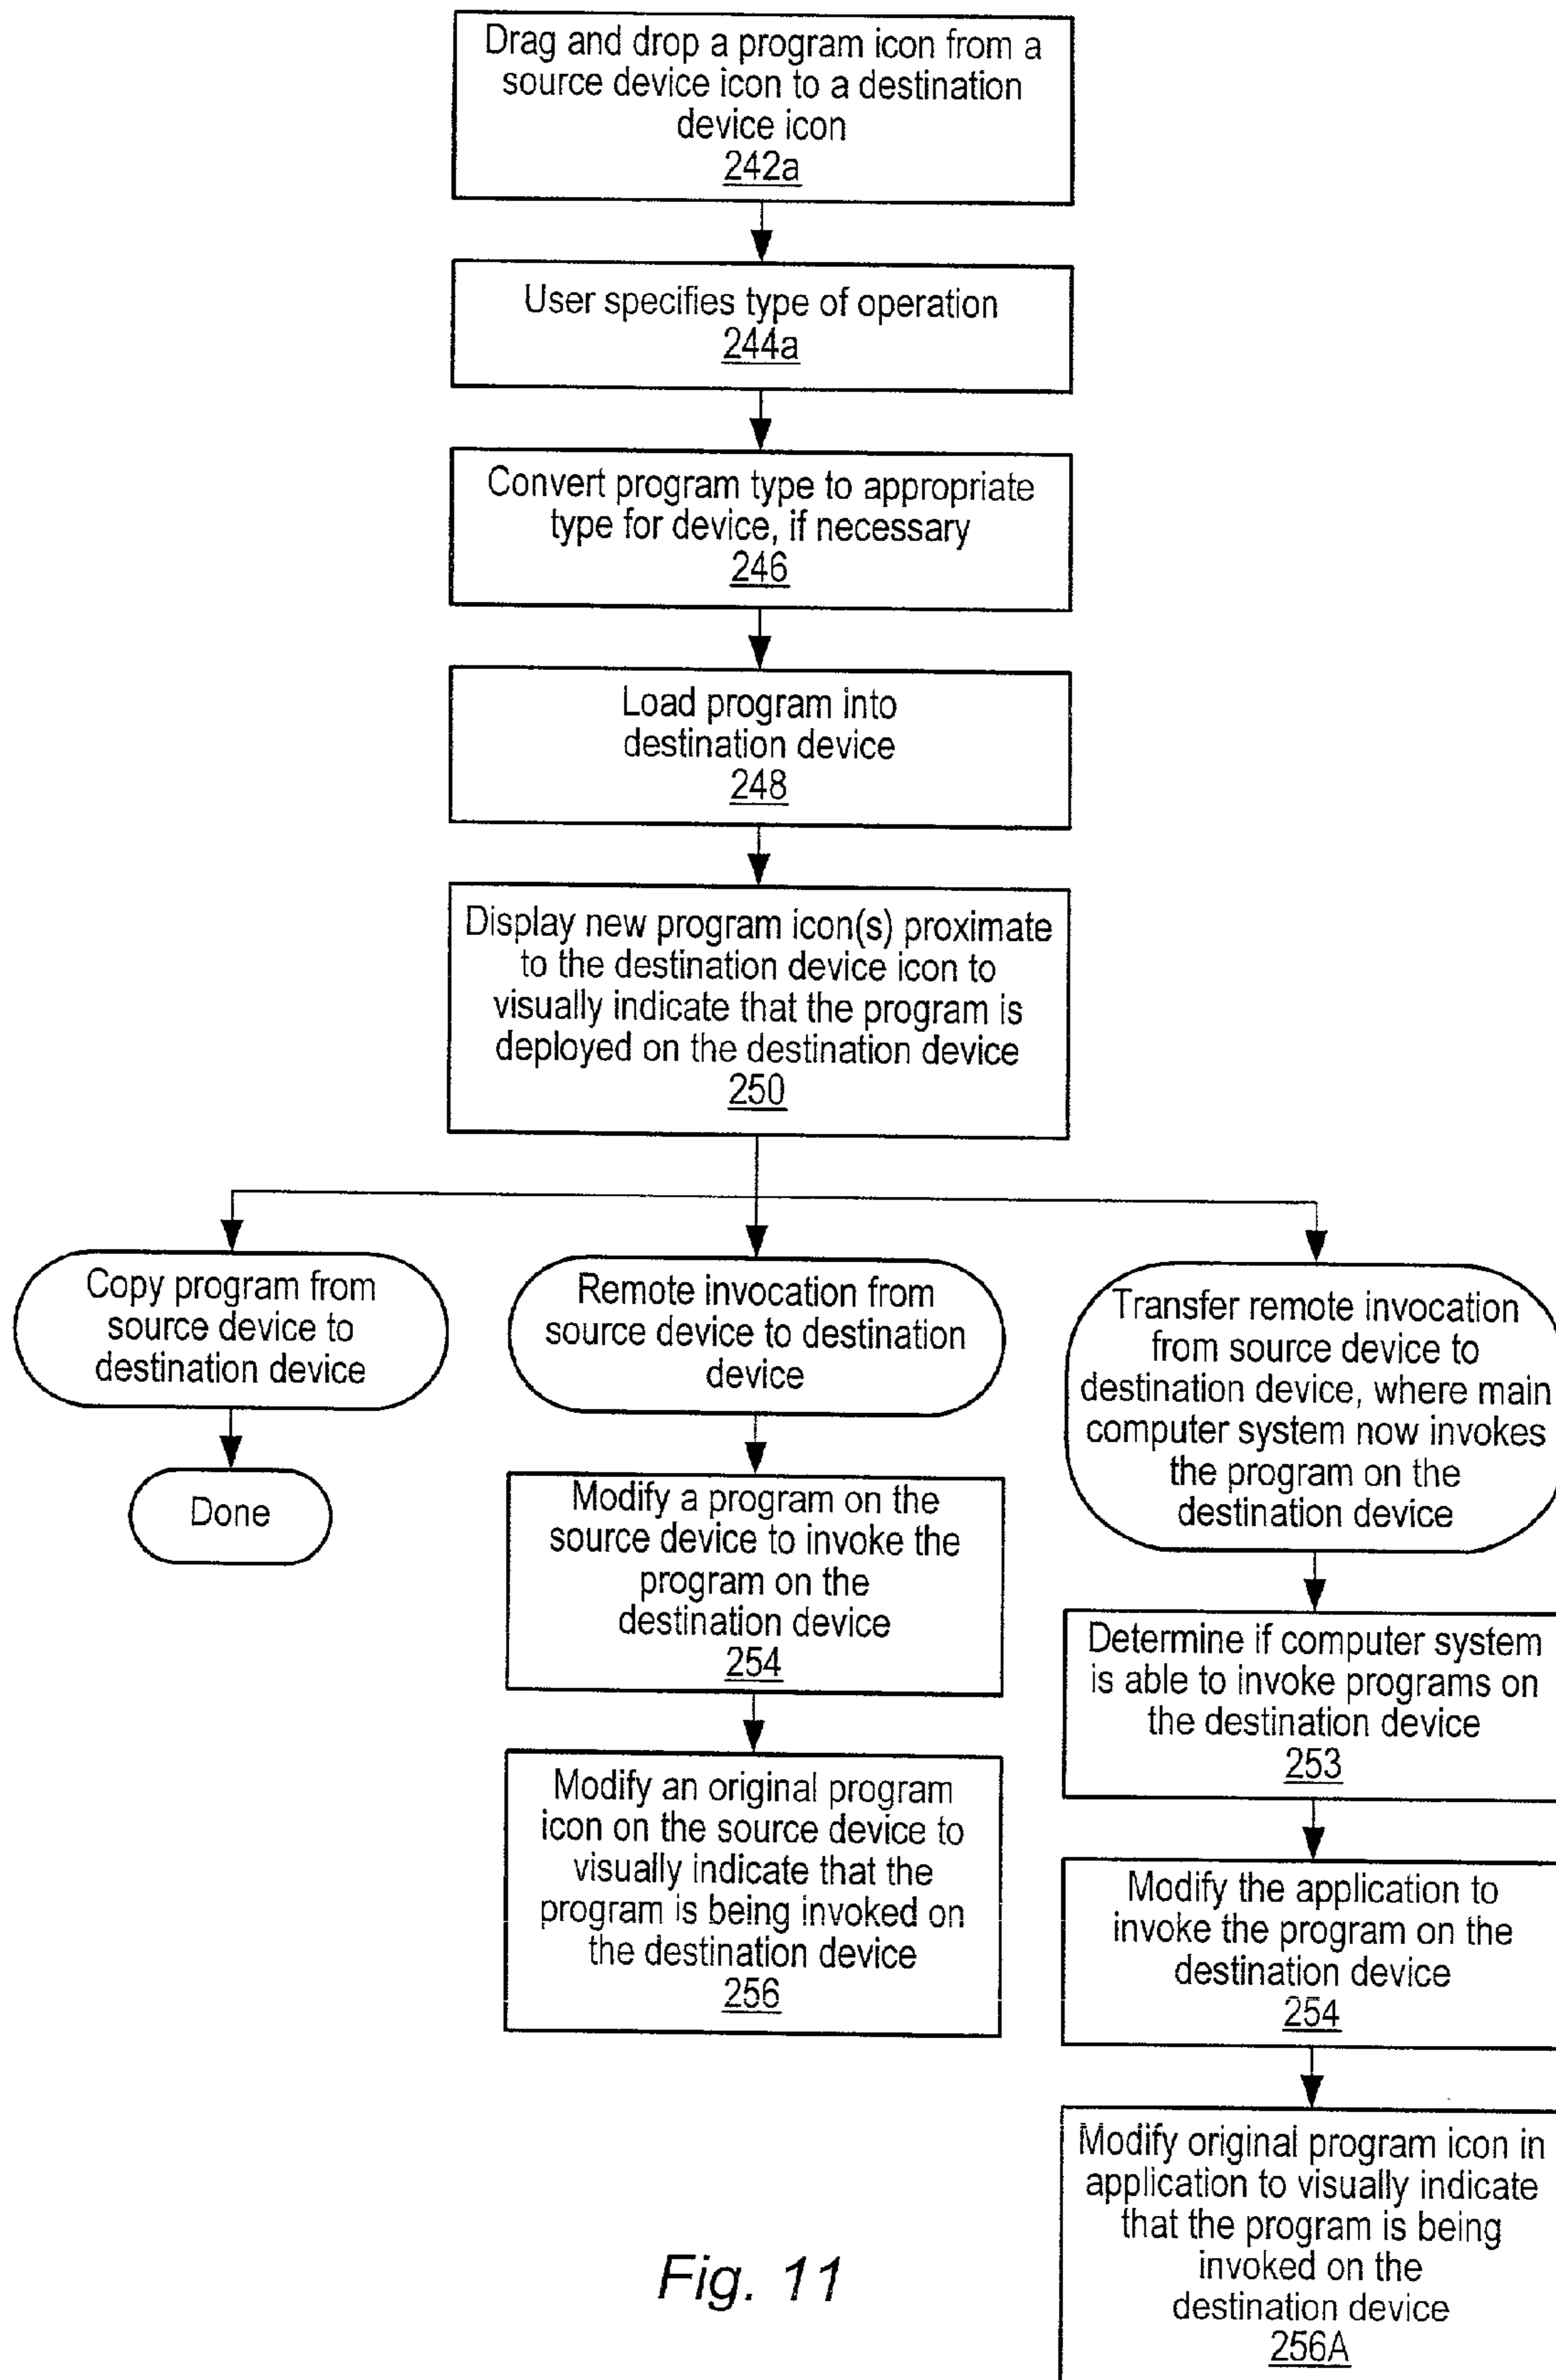 Drag and drop a program icon from a
source device icon to a destination
device icon
242a
User specifies type of operation
244a
Convert program type to appropriate
type for device, if necessary
246
Load program into
destination device
248
Display new program icon(s) proximate
to the destination device icon to
visually indicate that the program is
deployed on the destination device
250
Copy program from
source device to
destination device
Done
Remote invocation from
source device to destination
device
Modify a program on the
source device to invoke the
program on the
destination device
254
Modify an original program
icon on the source device to
visually indicate that the
program is being invoked on
the destination device
256
Transfer remote invocation
from source device to
destination device, where main
computer system now invokes
the program on the
destination device
Determine if computer system
is able to invoke programs on
the destination device
253
Modify the application to
invoke the program on the
destination device
254
Modify original program icon in
application to visually indicate
that the program is being
invoked on the
destination device
256A
Fig. 11